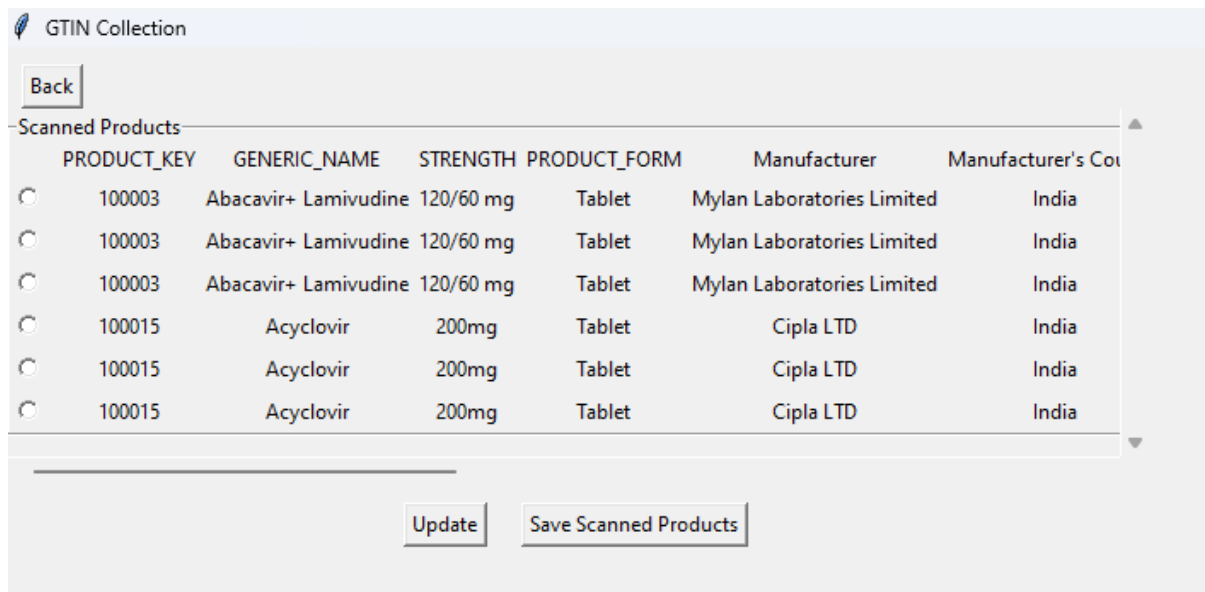 GTIN Collection
Back
Scanned Products
PRODUCT_KEY GENERIC_NAME STRENGTH PRODUCT_FORM Manufacturer Manufacturer's Cou
100003 Abacavir+ Lamivudine 120/60 mg Tablet Mylan Laboratories Limited India
100003 Abacavir+ Lamivudine 120/60 mg Tablet Mylan Laboratories Limited India
100003 Abacavir+ Lamivudine 120/60 mg Tablet Mylan Laboratories Limited India
100015 Acyclovir 200mg Tablet Cipla LTD India
100015 Acyclovir 200mg Tablet Cipla LTD India
100015 Acyclovir 200mg Tablet Cipla LTD India
Update Save Scanned Products